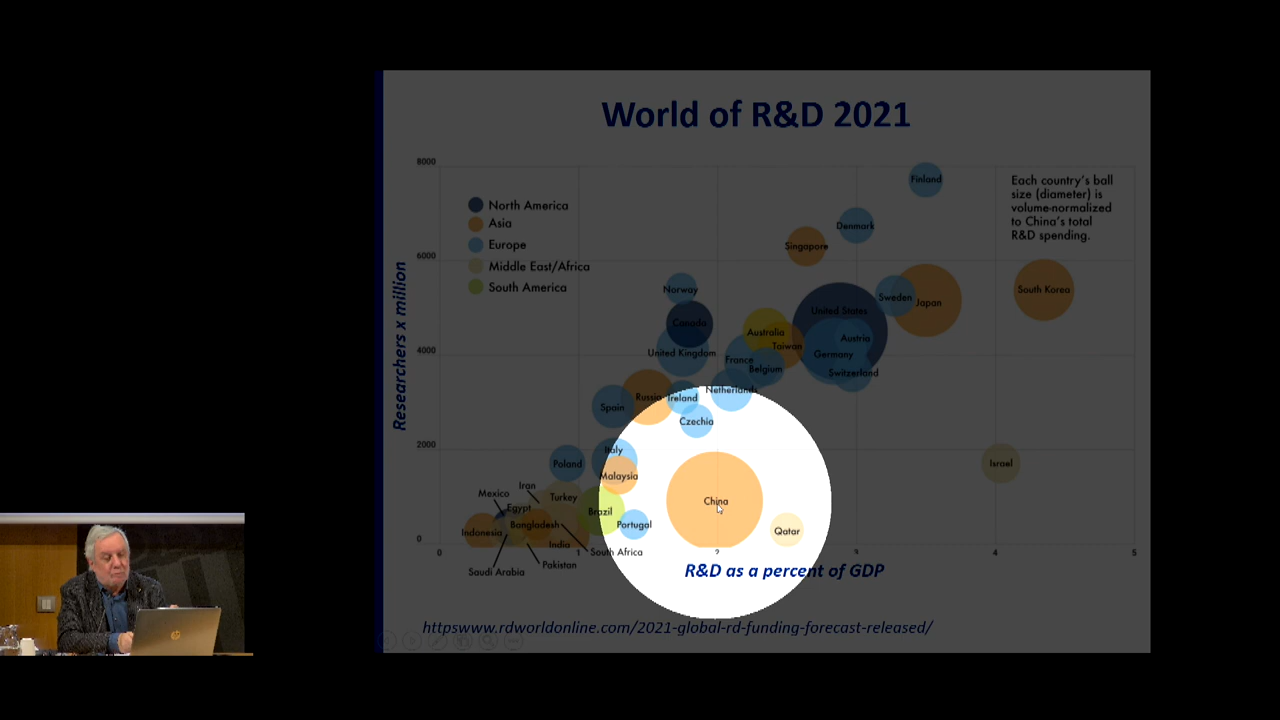 World of R&D 2021
8000
6000
4000
2000
0
Researchers x million
North America
Asia
Europe
Middle East/Africa
South America
Each country's ball
size (diameter) is
volume-normalized
to China's total
R&D spending.
Finland
Denmark
Singapore
Norway
Sweden
South Korea
Japan
United States
Canada
Australia
Austria
Taiwan
United Kingdom
Germany
France
Belgium
Switzerland
Netherlands
Russia
Ireland
Spain
Czechia
Italy
Poland
Israel
Malaysia
Iran
Mexico
Turkey
China
Egypt
Brazil
Bangladesh
Portugal
Indonesia
Qatar
India
South Africa
Pakistan
Saudi Arabia
0
1
2
3
4
5
R&D as a percent of GDP
httpswww.rdworldonline.com/2021-global-rd-funding-forecast-released/
hp